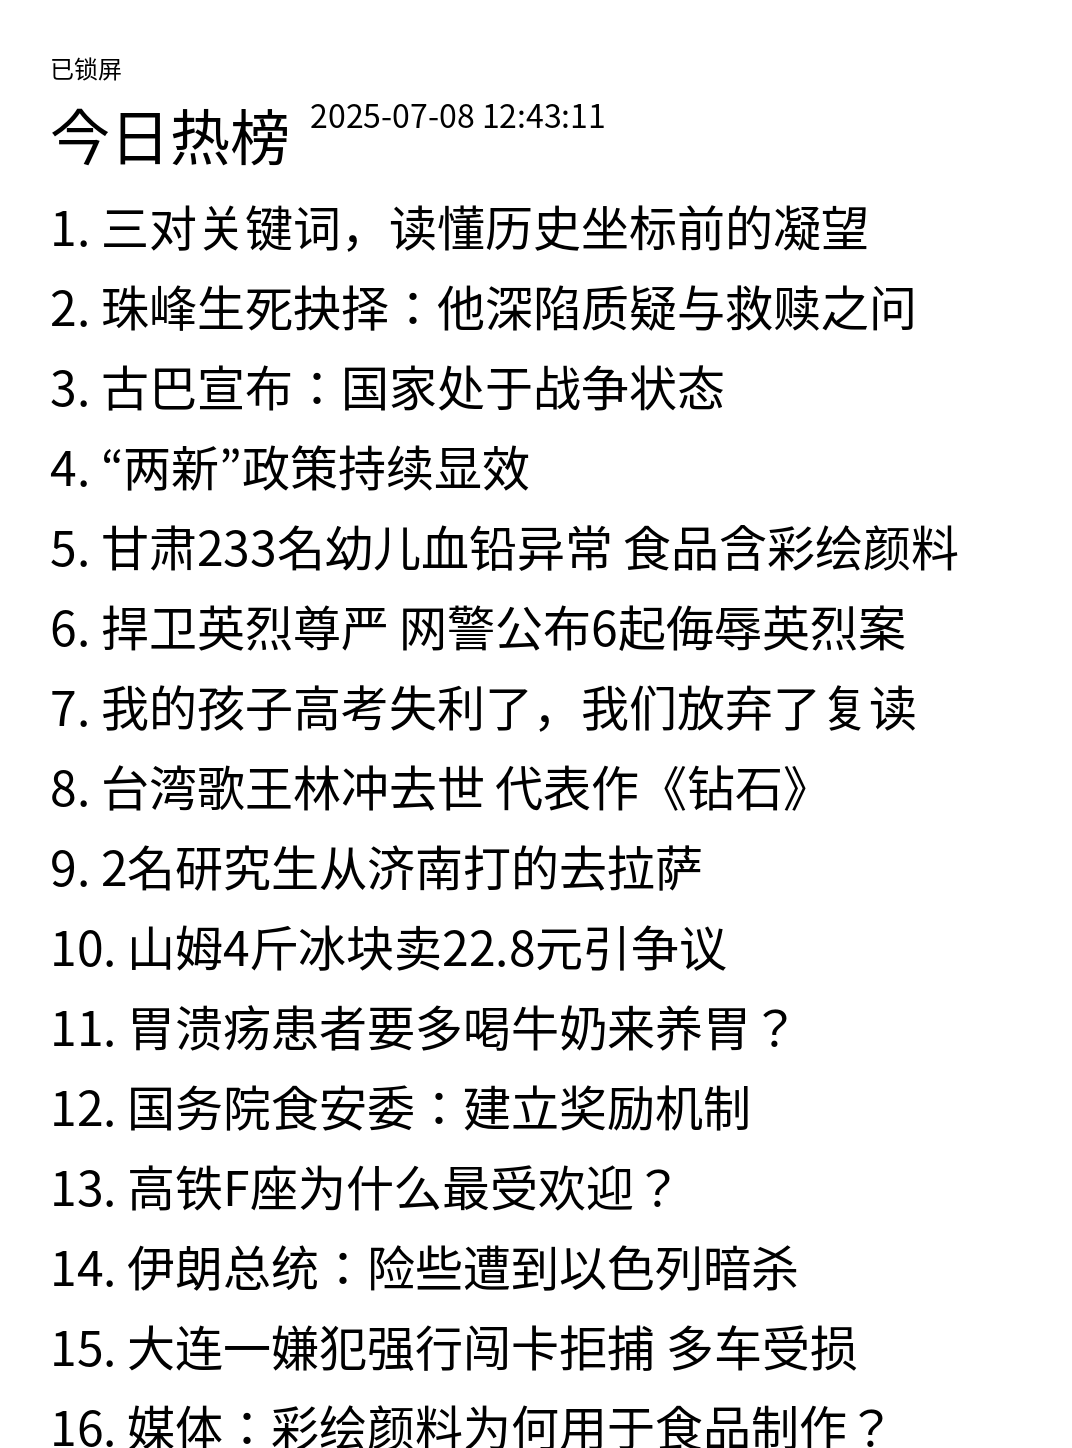 已锁屏
今日热榜 2025-07-08 12:43:11
1. 三对关键词，读懂历史坐标前的凝望
2. 珠峰生死抉择：他深陷质疑与救赎之问
3. 古巴宣布：国家处于战争状态
4. “两新”政策持续显效
5. 甘肃233名幼儿血铅异常 食品含彩绘颜料
6. 捍卫英烈尊严 网警公布6起侮辱英烈案
7. 我的孩子高考失利了，我们放弃了复读
8. 台湾歌王林冲去世 代表作《钻石》
9. 2名研究生从济南打的去拉萨
10. 山姆4斤冰块卖22.8元引争议
11. 胃溃疡患者要多喝牛奶来养胃？
12. 国务院食安委：建立奖励机制
13. 高铁F座为什么最受欢迎？
14. 伊朗总统：险些遭到以色列暗杀
15. 大连一嫌犯强行闯卡拒捕 多车受损
16. 媒体：彩绘颜料为何用于食品制作？